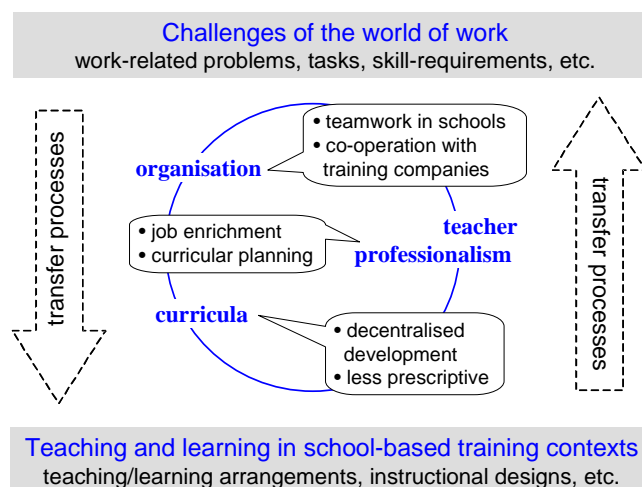 Challenges of the world of work
work-related problems, tasks, skill-requirements, etc.
transfer processes
• teamwork in schools
• co-operation with
training companies
organisation
teacher
professionalism
• job enrichment
• curricular planning
curricula
• decentralised
development
• less prescriptive
transfer processes
Teaching and learning in school-based training contexts
teaching/learning arrangements, instructional designs, etc.